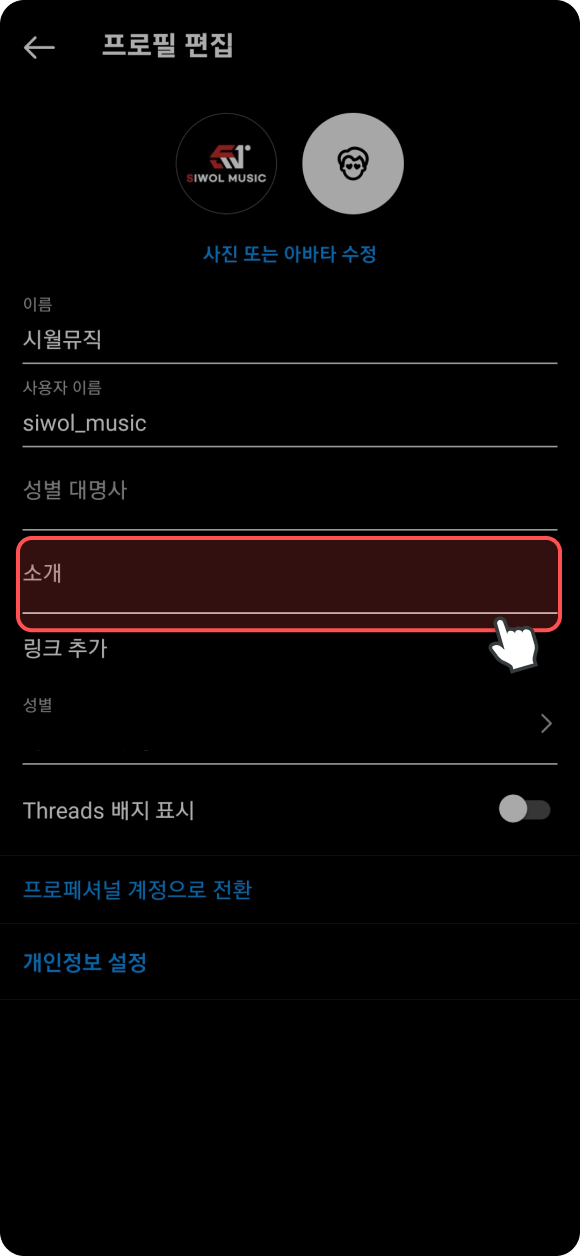 프로필 편집
SIWOL MUSIC
사진 또는 아바타 수정
이름
시월뮤직
사용자 이름
siwol_music
성별 대명사
소개
링크 추가
성별
Threads 배지 표시
프로페셔널 계정으로 전환
개인정보 설정